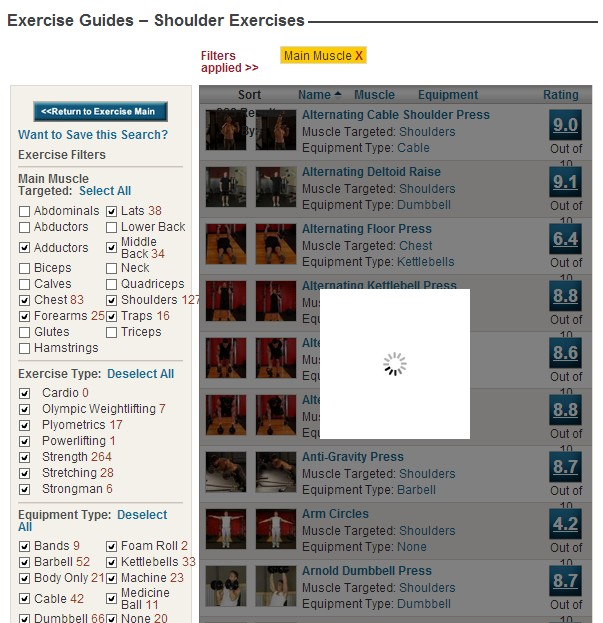 Exercise Guides – Shoulder Exercises
Filters
applied >>
Main Muscle X
<<Return to Exercise Main
Want to Save this Search?
Exercise Filters
Main Muscle
Targeted: Select All
Abdominals Lats 38
Abductors Lower Back
Adductors Middle Back 34
Biceps Neck
Calves Quadriceps
Chest 83 Shoulders 127
Forearms 25 Traps 16
Glutes Triceps
Hamstrings
Exercise Type: Deselect All
Cardio 0
Olympic Weightlifting 7
Plyometrics 17
Powerlifting 1
Strength 264
Stretching 28
Strongman 6
Equipment Type: Deselect
All
Bands 9 Foam Roll 2
Barbell 52 Kettlebells 33
Body Only 21 Machine 23
Cable 42 Medicine Ball 11
Dumbbell 66 None 20
Sort Name Muscle Equipment Rating
By:
Alternating Cable Shoulder Press
Muscle Targeted: Shoulders
Equipment Type: Cable
9.0
Out of
10
Alternating Deltoid Raise
Muscle Targeted: Shoulders
Equipment Type: Dumbbell
9.1
Out of
10
Alternating Floor Press
Muscle Targeted: Chest
Equipment Type: Kettlebells
6.4
Out of
10
Alternating Kettlebell Press
8.8
Out of
10
8.6
Out of
10
8.8
Out of
10
Anti-Gravity Press
Muscle Targeted: Shoulders
Equipment Type: Barbell
8.7
Out of
10
Arm Circles
Muscle Targeted: Shoulders
Equipment Type: None
4.2
Out of
10
Arnold Dumbbell Press
Muscle Targeted: Shoulders
Equipment Type: Dumbbell
8.7
Out of